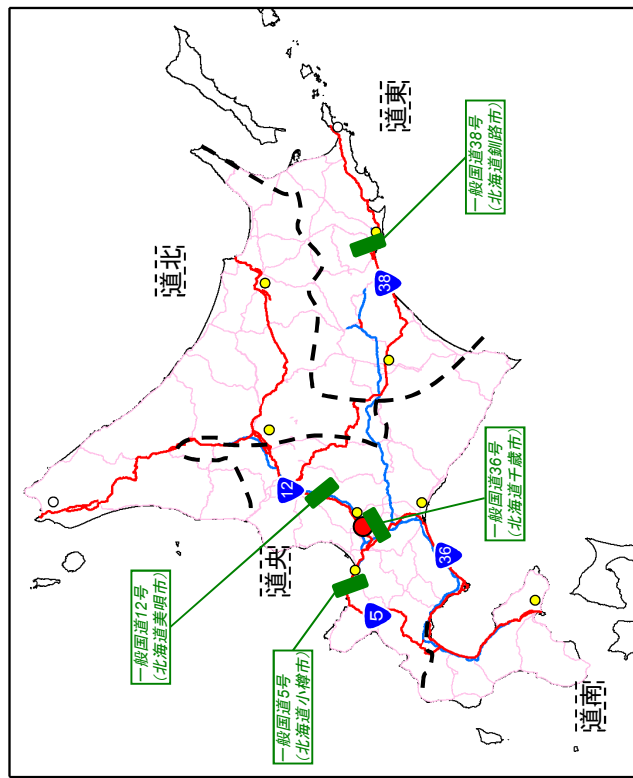 道北
道東
一般国道38号
(北海道釧路市)
38
12
一般国道12号
(北海道美唄市)
道央
一般国道36号
(北海道千歳市)
36
一般国道5号
(北海道小樽市)
5
道南